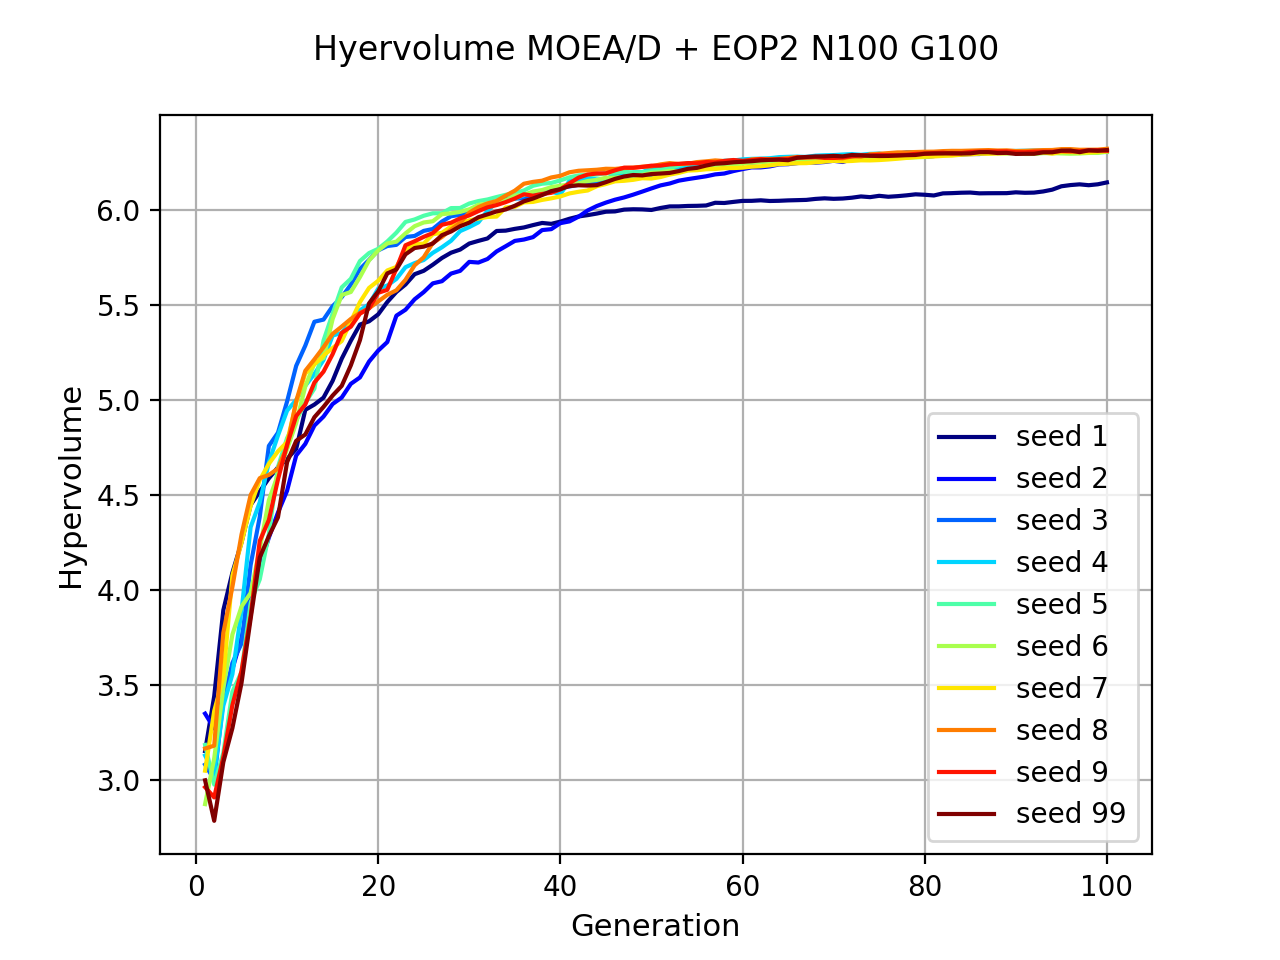 Hyervolume MOEA/D + EOP2 N100 G100
Hypervolume
6.0
5.5
5.0
4.5
4.0
3.5
3.0
seed 1
seed 2
seed 3
seed 4
seed 5
seed 6
seed 7
seed 8
seed 9
seed 99
0 20 40 60 80 100
Generation